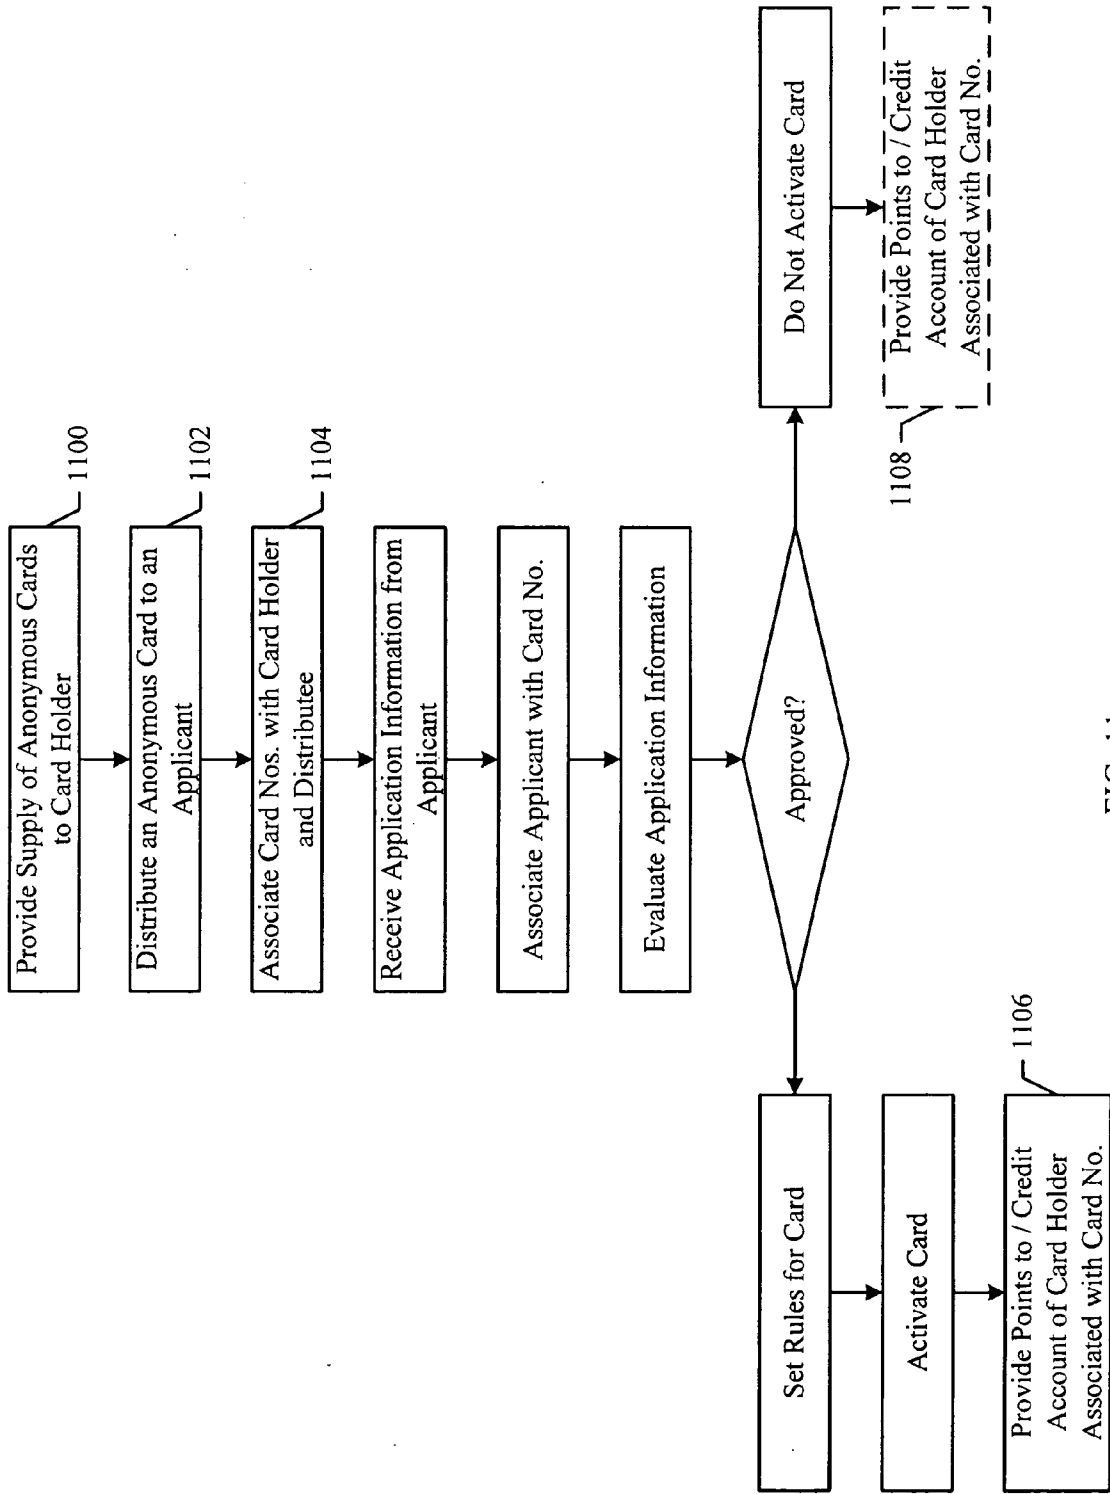 Provide Supply of Anonymous Cards
to Card Holder
1100
Distribute an Anonymous Card to an
Applicant
1102
Associate Card Nos. with Card Holder
and Distributee
1104
Receive Application Information from
Applicant
Associate Applicant with Card No.
Evaluate Application Information
Approved?
Set Rules for Card
Activate Card
Provide Points to / Credit
Account of Card Holder
Associated with Card No.
1106
Do Not Activate Card
Provide Points to / Credit
Account of Card Holder
Associated with Card No.
1108